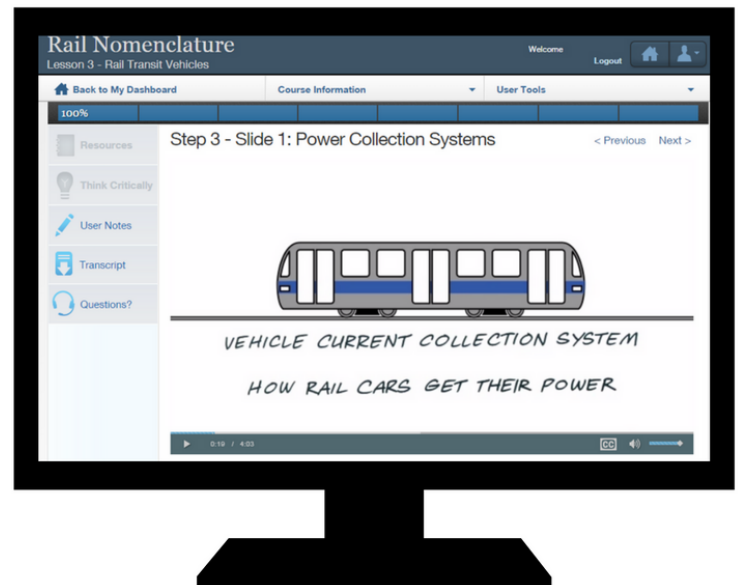 Rail Nomenclature
Lesson 3 - Rail Transit Vehicles
Welcome
Logout
Back to My Dashboard
Course Information
User Tools
100%
Resources
Step 3 - Slide 1: Power Collection Systems
< Previous Next >
Think Critically
User Notes
Transcript
Questions?
VEHICLE CURRENT COLLECTION SYSTEM
HOW RAIL CARS GET THEIR POWER
0:19 / 4:03
CC